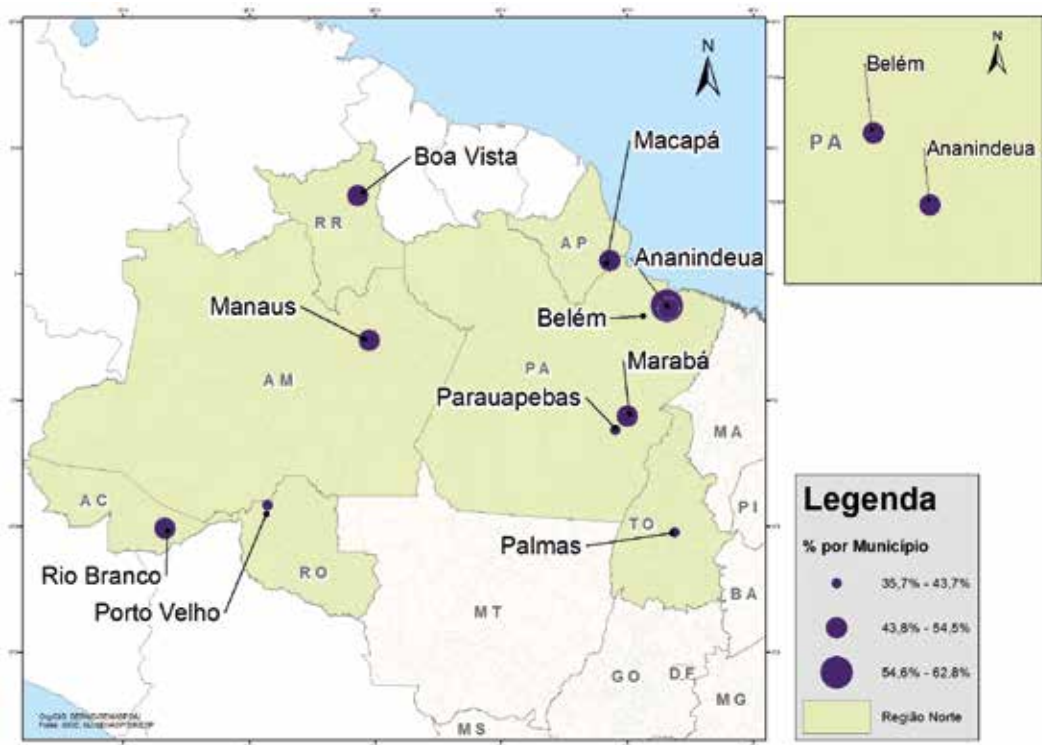 N
Boa Vista
Macapá
RR
AP
Ananindeua
Manaus
Belém
PA
Marabá
AM
Parauapebas
MA
AC
TO
PI
Palmas
Rio Branco
RO
BA
Porto Velho
MT
GO
DF
MG
MS
N
Belém
PA
Ananindeua
Legenda
% por Município
35,7% - 43,7%
43,8% - 54,5%
54,6% - 62,8%
Região Norte